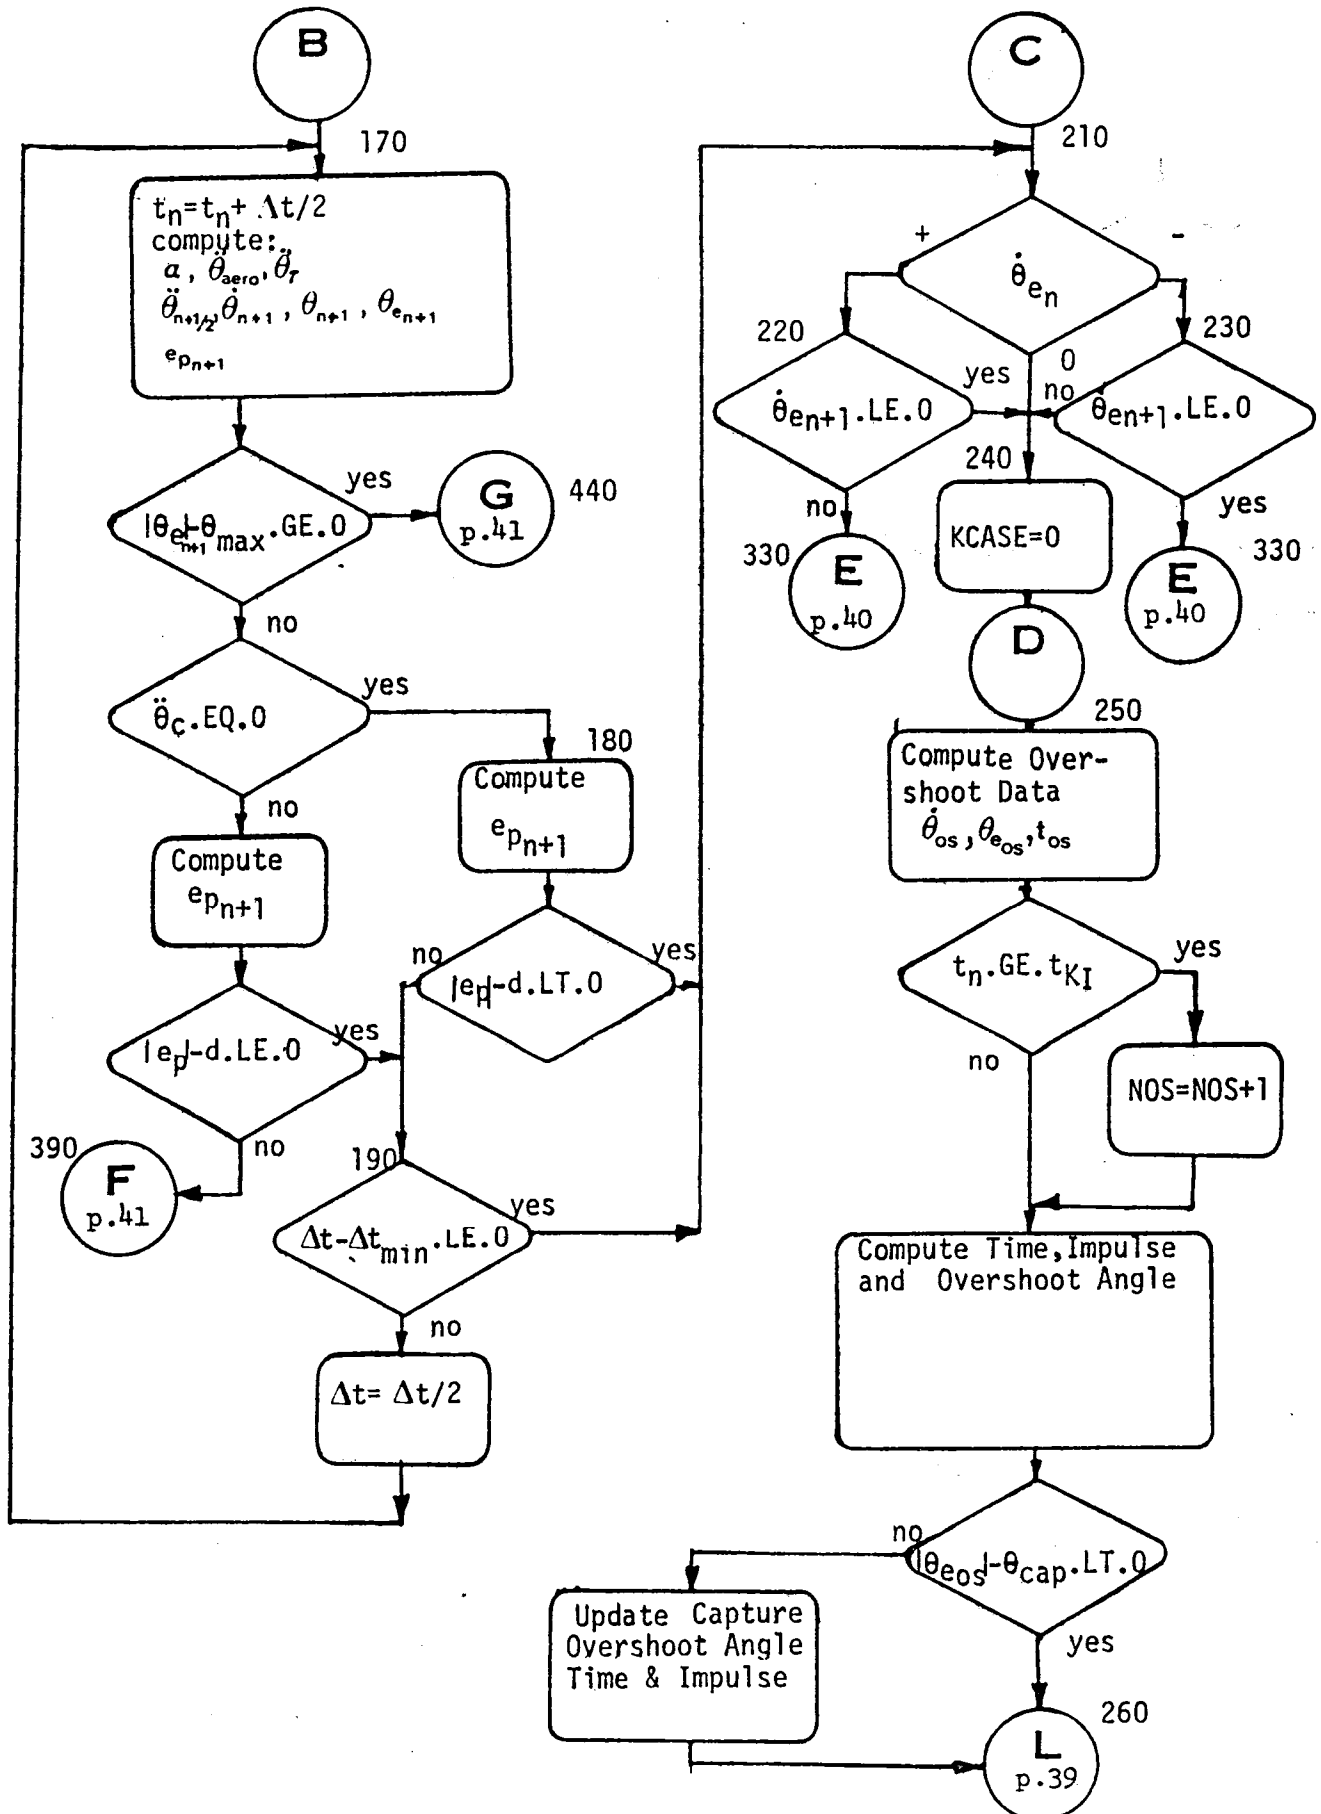 B
170
tₙ=tₙ+ Δt/2
compute:
α, θ̈aero, θ̈T
θ̈n+1/2, θ̇n+1, θn+1, θeₙ₊₁
epₙ₊₁
|θeₙ₊₁|-θmax.GE.0
yes
G
p.41
440
no
θ̈c.EQ.0
yes
180
Compute
epₙ₊₁
no
Compute
epₙ₊₁
|ep|-d.LT.0
no
yes
|ep|-d.LE.0
yes
no
390
F
p.41
190
Δt-Δtmin.LE.0
yes
no
Δt= Δt/2
C
210
+
-
θ̇eₙ
0
220
θ̇en+1.LE.0
yes
no
330
E
p.40
230
θ̇en+1.LE.0
no
yes
330
E
p.40
240
KCASE=0
D
250
Compute Over-
shoot Data
θ̇os, θeos, tos
tₙ.GE.tKI
yes
no
NOS=NOS+1
Compute Time,Impulse
and Overshoot Angle
|θeos|-θcap.LT.0
no
yes
Update Capture
Overshoot Angle
Time & Impulse
260
L
p.39